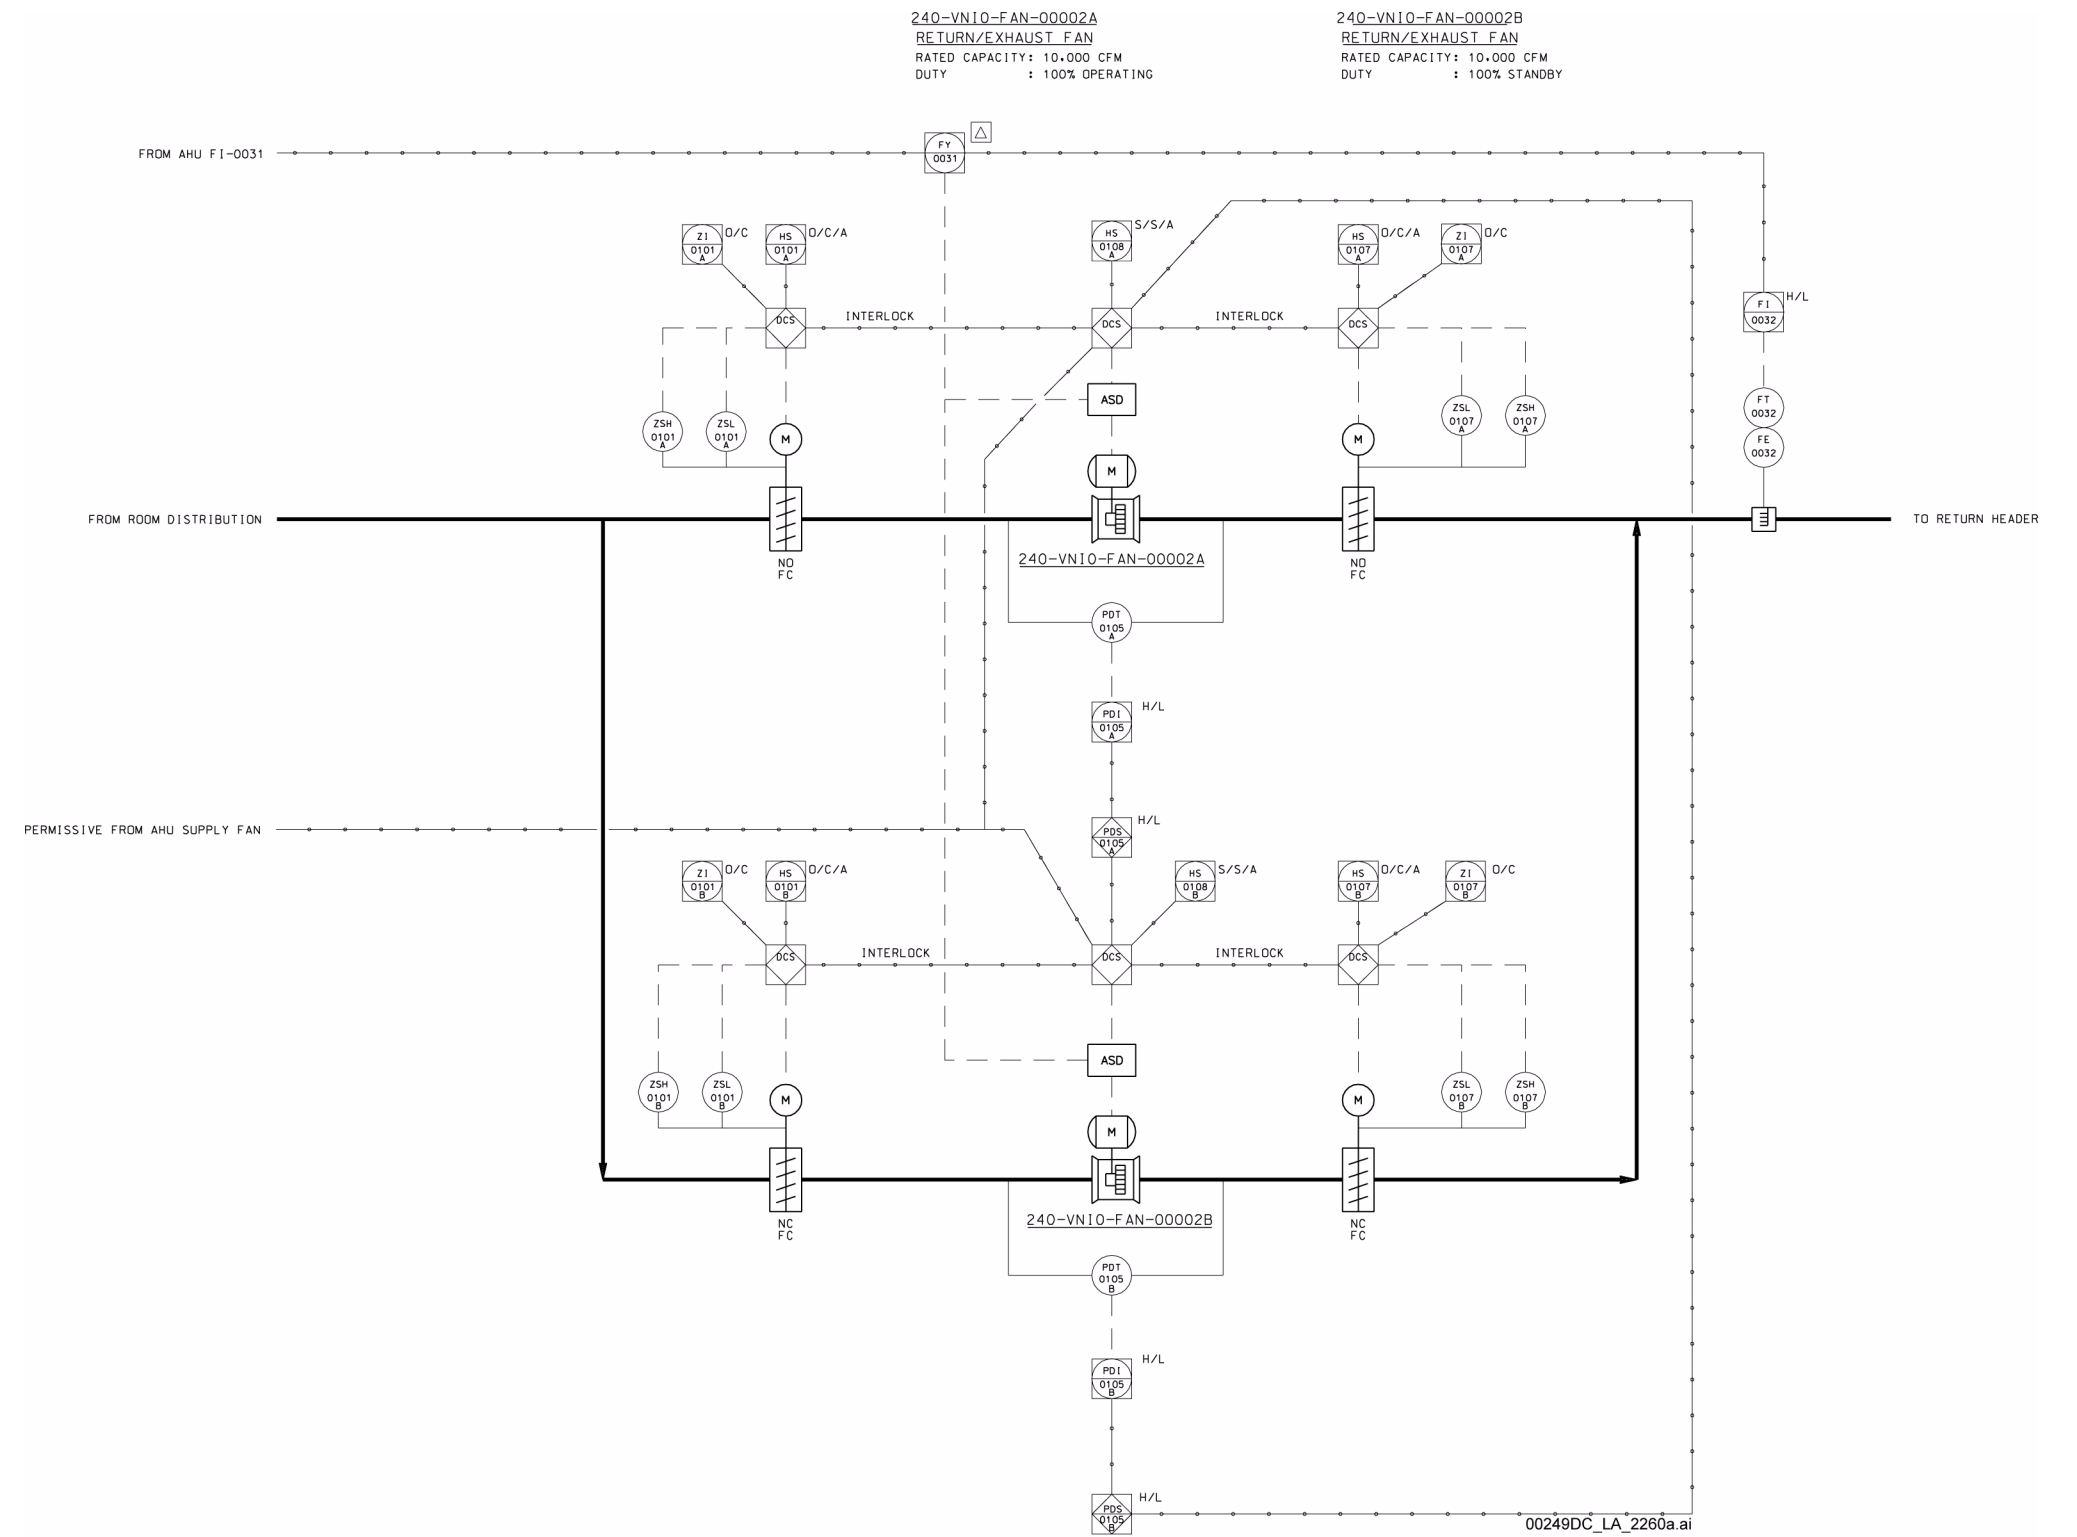 240-VNI0-FAN-00002A
RETURN/EXHAUST FAN
RATED CAPACITY: 10,000 CFM
DUTY : 100% OPERATING
240-VNI0-FAN-00002B
RETURN/EXHAUST FAN
RATED CAPACITY: 10,000 CFM
DUTY : 100% STANDBY
FROM AHU FI-0031
FY
0031
ZI
0101
A
O/C
HS
0101
A
O/C/A
HS
0108
A
S/S/A
HS
0107
A
O/C/A
ZI
0107
A
O/C
FI
0032
H/L
DCS
INTERLOCK
DCS
INTERLOCK
DCS
ASD
FT
0032
FE
0032
ZSH
0101
A
ZSL
0101
A
M
M
M
ZSL
0107
A
ZSH
0107
A
FROM ROOM DISTRIBUTION
TO RETURN HEADER
NO
FC
240-VNI0-FAN-00002A
NO
FC
PDT
0105
A
PDI
0105
A
H/L
PERMISSIVE FROM AHU SUPPLY FAN
PDS
0105
A
H/L
ZI
0101
B
O/C
HS
0101
B
O/C/A
HS
0108
B
S/S/A
HS
0107
B
O/C/A
ZI
0107
B
O/C
DCS
INTERLOCK
DCS
INTERLOCK
DCS
ASD
ZSH
0101
B
ZSL
0101
B
M
M
M
ZSL
0107
B
ZSH
0107
B
NC
FC
240-VNI0-FAN-00002B
NC
FC
PDT
0105
B
PDI
0105
B
H/L
PDS
0105
B
H/L
00249DC_LA_2260a.ai